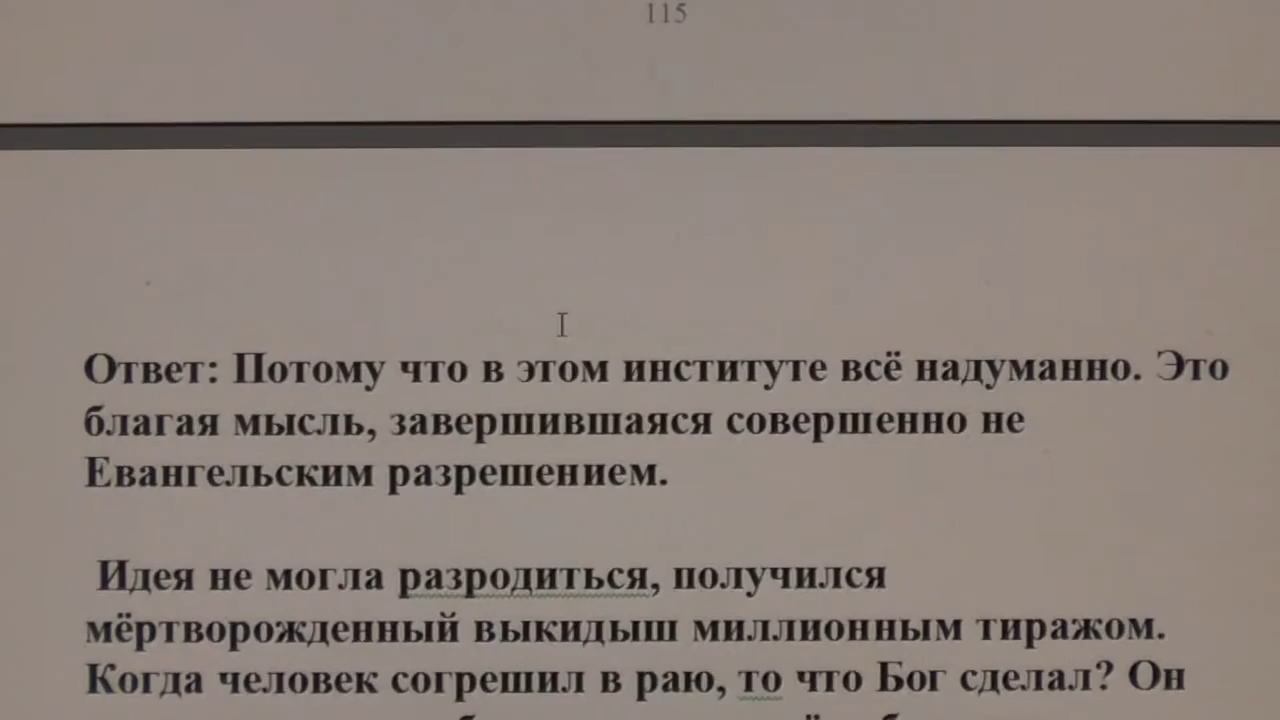 115
Ответ: Потому что в этом институте всё надуманно. Это
благая мысль, завершившаяся совершенно не
Евангельским разрешением.
Идея не могла разродиться, получился
мёртворожденный выкидыш миллионным тиражом.
Когда человек согрешил в раю, то что Бог сделал? Он